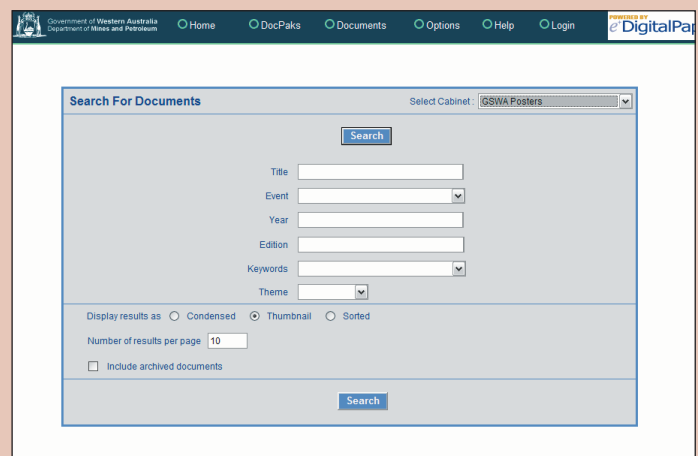 Government of Western Australia
Department of Mines and Petroleum
Home
DocPaks
Documents
Options
Help
Login
POWERED BY
e*DigitalPap
Search For Documents
Select Cabinet :
GSWA Posters
Search
Title
Event
Year
Edition
Keywords
Theme
Display results as Condensed Thumbnail Sorted
Number of results per page 10
Include archived documents
Search